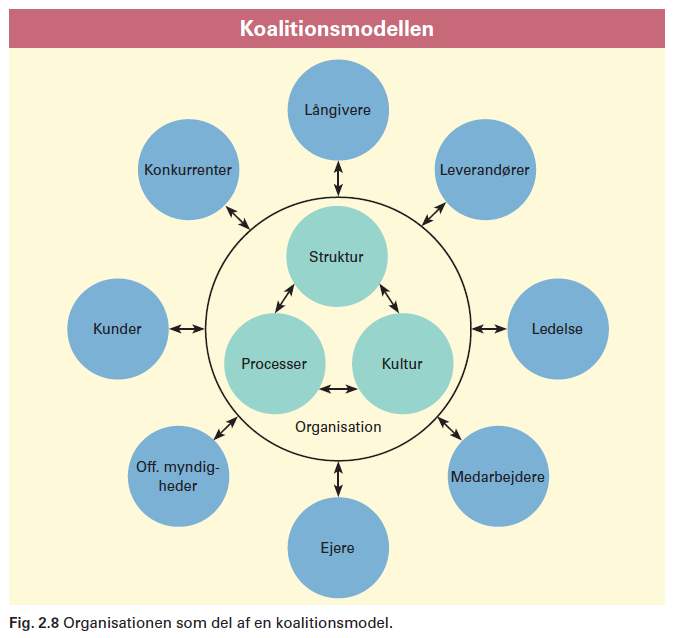 Koalitionsmodellen
Långivere
Konkurrenter
Leverandører
Struktur
Kunder
Ledelse
Processer
Kultur
Organisation
Off. myndig-
heder
Medarbejdere
Ejere
Fig. 2.8 Organisationen som del af en koalitionsmodel.